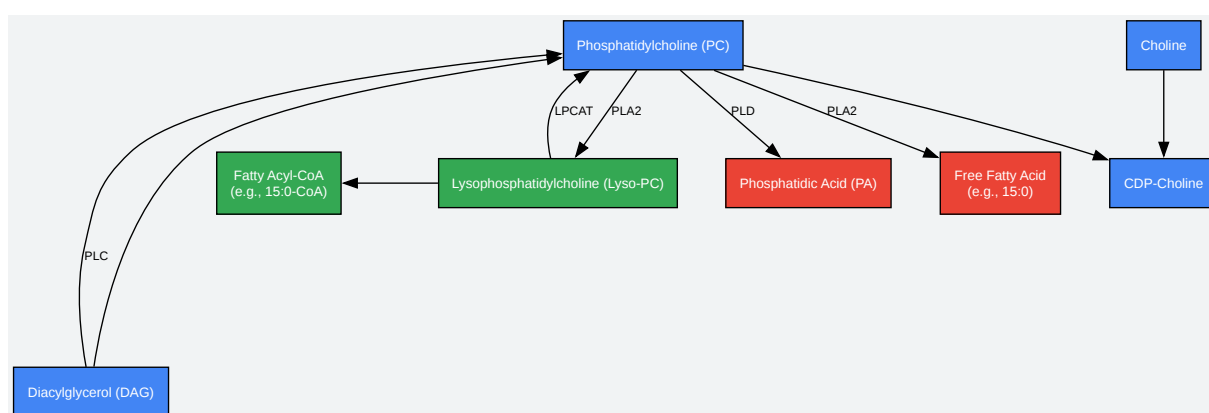 Phosphatidylcholine (PC)
Choline
LPCAT
PLA2
PLD
PLA2
Fatty Acyl-CoA
(e.g., 15:0-CoA)
Lysophosphatidylcholine (Lyso-PC)
Phosphatidic Acid (PA)
Free Fatty Acid
(e.g., 15:0)
CDP-Choline
PLC
Diacylglycerol (DAG)